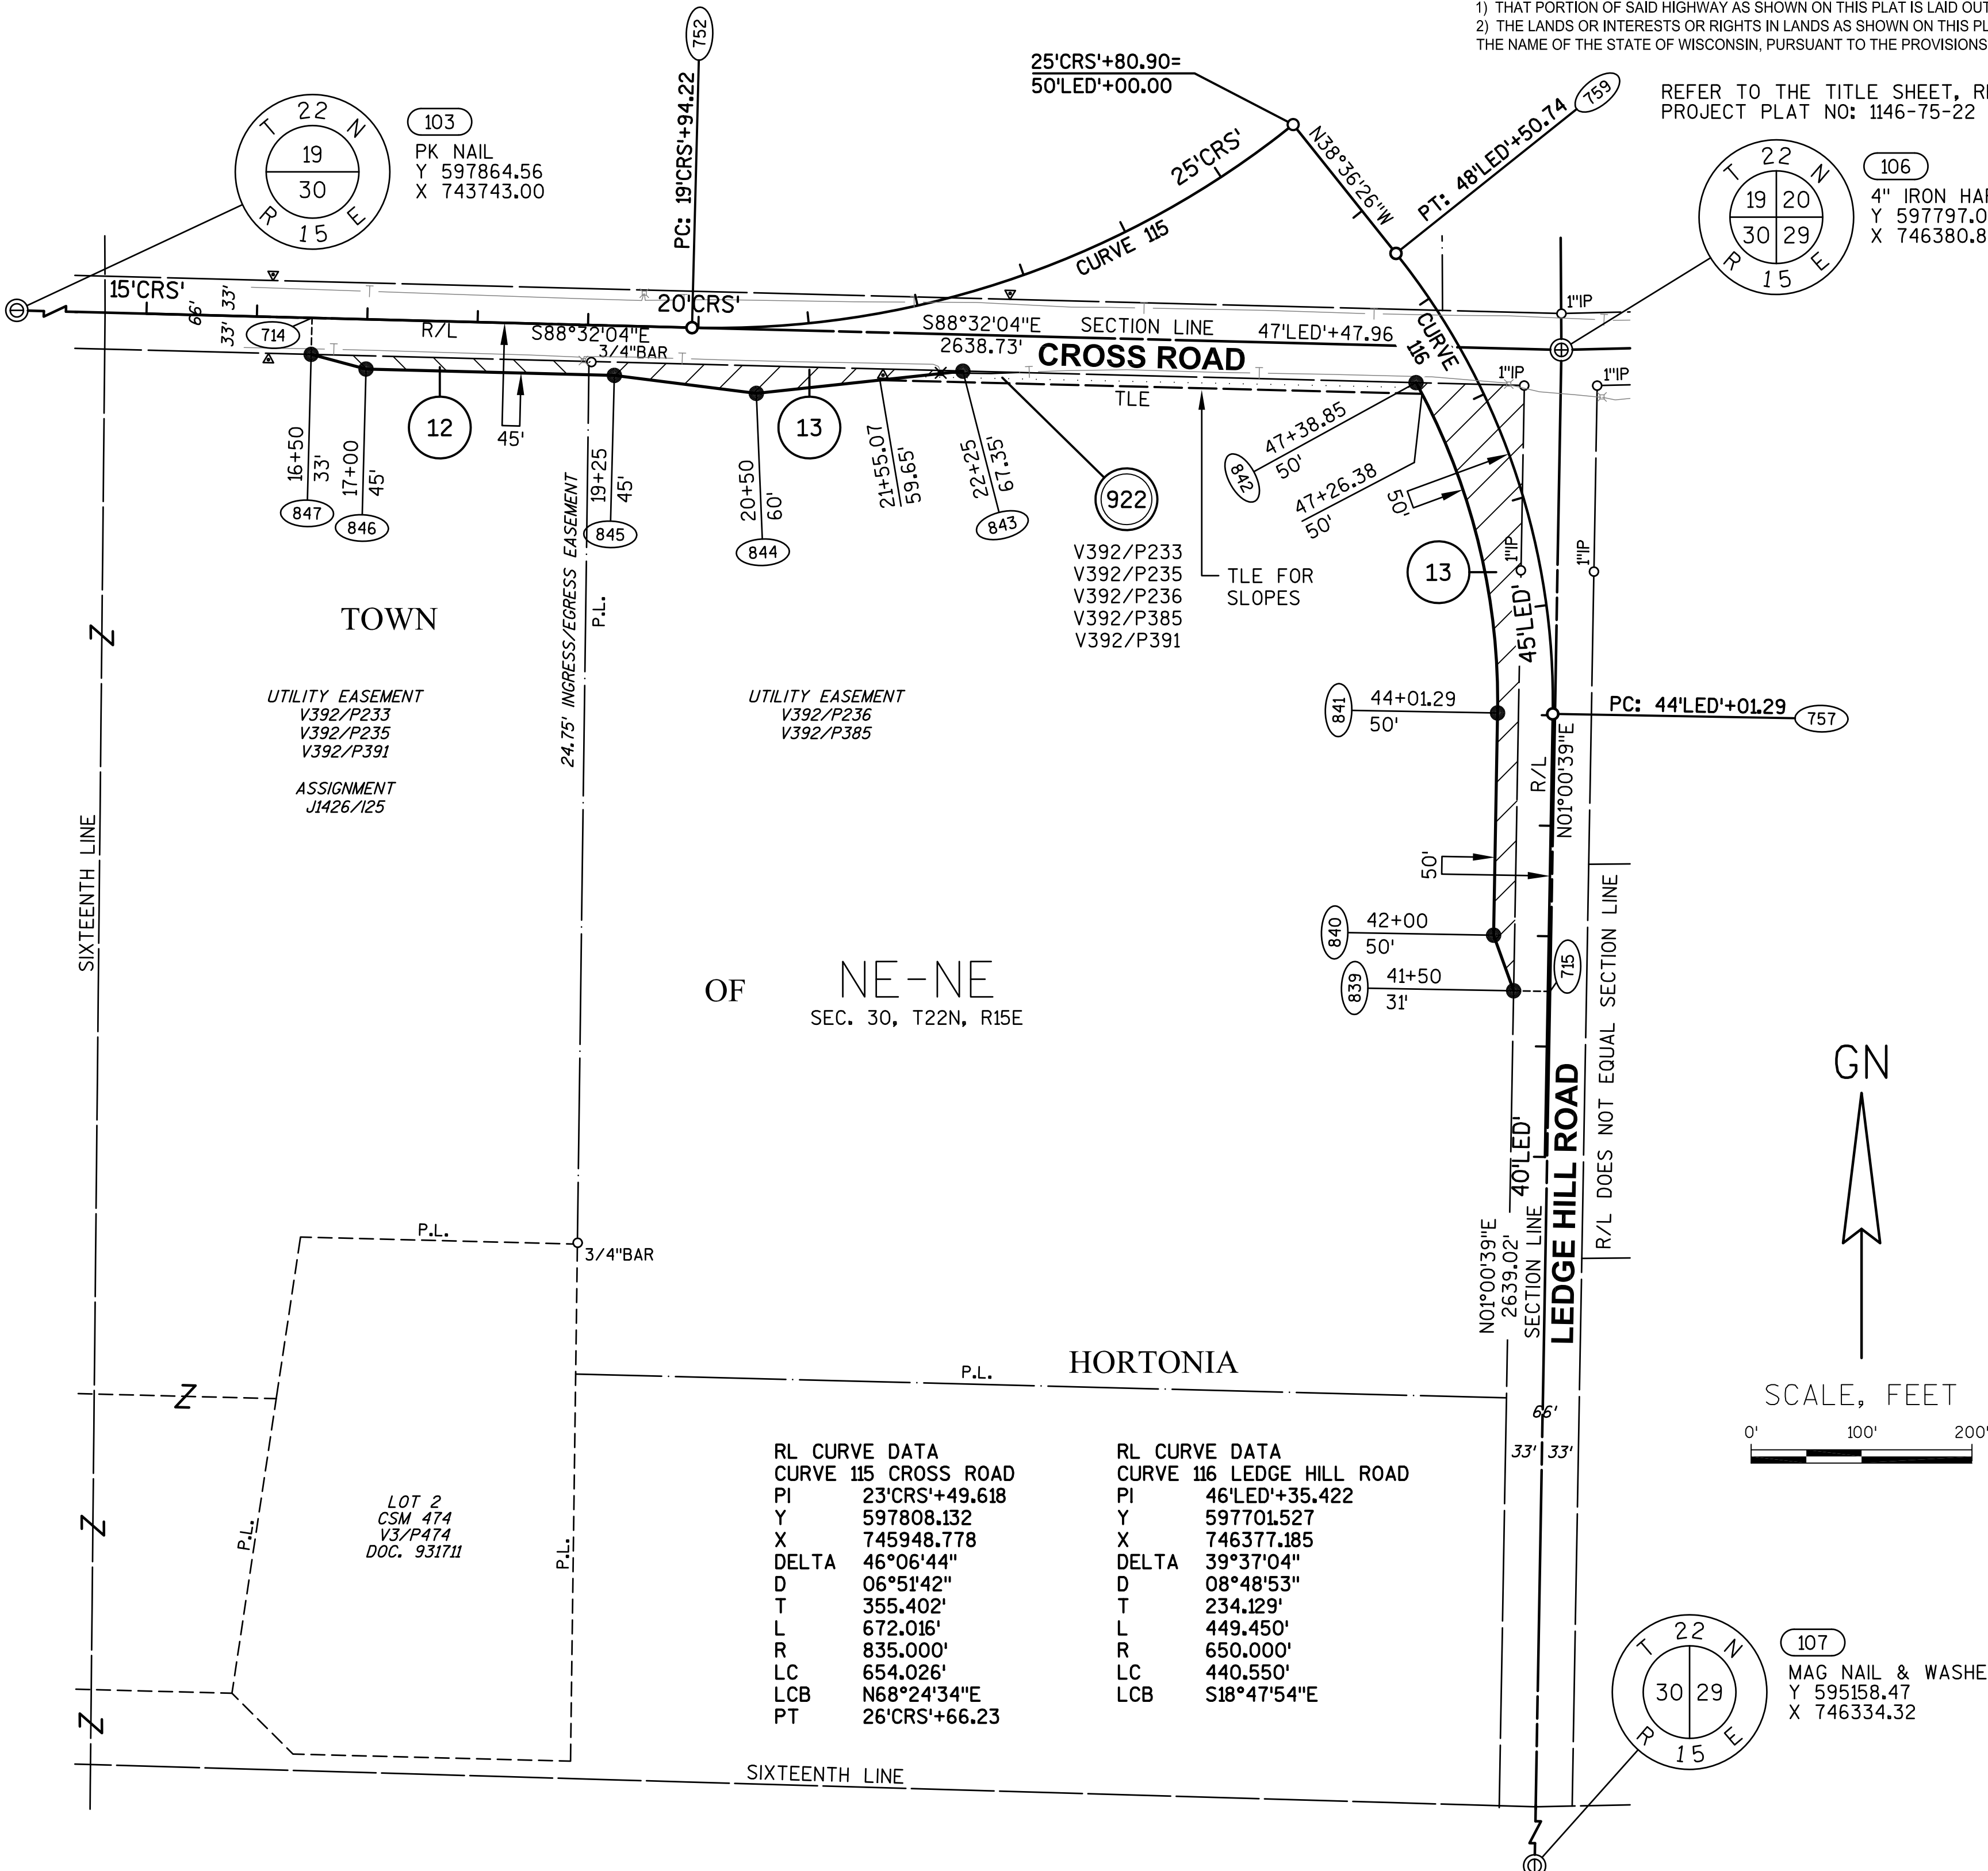 1) THAT PORTION OF SAID HIGHWAY AS SHOWN ON THIS PLAT IS LAID OUT
2) THE LANDS OR INTERESTS OR RIGHTS IN LANDS AS SHOWN ON THIS
THE NAME OF THE STATE OF WISCONSIN, PURSUANT TO THE PROVISIONS
REFER TO THE TITLE SHEET,
PROJECT PLAT NO: 1146-75-22
752
PC: 19'CRS'+94.22
25'CRS'+80.90=
50'LED'+00.00
759
PT: 48'LED'+50.74
N38°36'26"W
T 22 N
19
30
R 15 E
103
PK NAIL
Y 597864.56
X 743743.00
T 22 N
19 20
30 29
R 15 E
106
4" IRON
Y 597797.0
X 746380.8
25'CRS'
CURVE 115
CURVE 116
15'CRS'
66'
33'
33'
714
R/L
S88°32'04"E
20'CRS'
S88°32'04"E SECTION LINE
2638.73'
47'LED'+47.96
CROSS ROAD
1"IP
1"IP
1"IP
3/4"BAR
TLE
16+50
33'
847
17+00
45'
846
12
45'
19+25
45'
845
20+50
60'
844
13
21+55.07
59.65'
22+25
67.35'
843
922
V392/P233
V392/P235
V392/P236
V392/P385
V392/P391
TLE FOR
SLOPES
842
47+38.85
50'
47+26.38
50'
50'
13
1"IP
1"IP
45'LED'
24.75' INGRESS/EGRESS EASEMENT
P.L.
TOWN
Z
UTILITY EASEMENT
V392/P233
V392/P235
V392/P391
ASSIGNMENT
J1426/I25
UTILITY EASEMENT
V392/P236
V392/P385
841
44+01.29
50'
PC: 44'LED'+01.29
757
R/L
N01°00'39"E
50'
840
42+00
50'
839
41+50
31'
715
SIXTEENTH LINE
OF
NE-NE
SEC. 30, T22N, R15E
R/L DOES NOT EQUAL SECTION LINE
GN
40'LED'
LEDGE HILL ROAD
N01°00'39"E
2639.02'
SECTION LINE
P.L.
3/4"BAR
HORTONIA
P.L.
SCALE, FEET
0' 100' 200'
66'
33' 33'
Z
Z
Z
P.L.
LOT 2
CSM 474
V3/P474
DOC. 931711
P.L.
RL CURVE DATA
CURVE 115 CROSS ROAD
PI 23'CRS'+49.618
Y 597808.132
X 745948.778
DELTA 46°06'44"
D 06°51'42"
T 355.402'
L 672.016'
R 835.000'
LC 654.026'
LCB N68°24'34"E
PT 26'CRS'+66.23
RL CURVE DATA
CURVE 116 LEDGE HILL ROAD
PI 46'LED'+35.422
Y 597701.527
X 746377.185
DELTA 39°37'04"
D 08°48'53"
T 234.129'
L 449.450'
R 650.000'
LC 440.550'
LCB S18°47'54"E
T 22 N
30 29
R 15 E
107
MAG NAIL &
Y 595158.47
X 746334.32
SIXTEENTH LINE